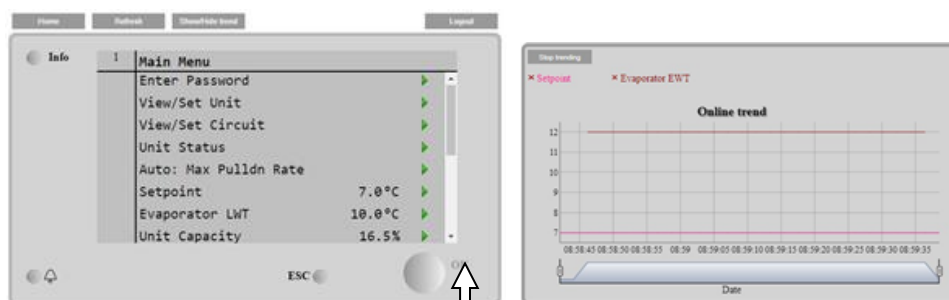 Home Refresh Show/Hide trend Logout
Info
1 Main Menu
Enter Password
View/Set Unit
View/Set Circuit
Unit Status
Auto: Max Pulldn Rate
Setpoint 7.0°C
Evaporator LWT 10.0°C
Unit Capacity 16.5%
ESC
Stop trending
× Setpoint × Evaporator EWT
Online trend
12
11
10
9
8
7
08:58:45 08:58:50 08:58:55 08:59 08:59:05 08:59:10 08:59:15 08:59:20 08:59:25 08:59:30 08:59:35
Date